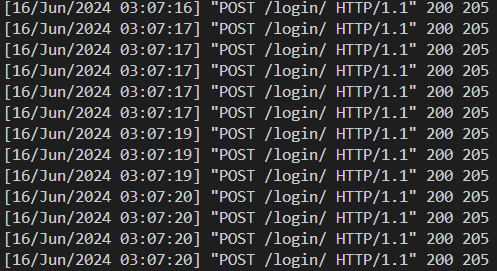 [16/Jun/2024 03:07:16] "POST /login/ HTTP/1.1" 200 205
[16/Jun/2024 03:07:17] "POST /login/ HTTP/1.1" 200 205
[16/Jun/2024 03:07:17] "POST /login/ HTTP/1.1" 200 205
[16/Jun/2024 03:07:17] "POST /login/ HTTP/1.1" 200 205
[16/Jun/2024 03:07:17] "POST /login/ HTTP/1.1" 200 205
[16/Jun/2024 03:07:17] "POST /login/ HTTP/1.1" 200 205
[16/Jun/2024 03:07:19] "POST /login/ HTTP/1.1" 200 205
[16/Jun/2024 03:07:19] "POST /login/ HTTP/1.1" 200 205
[16/Jun/2024 03:07:19] "POST /login/ HTTP/1.1" 200 205
[16/Jun/2024 03:07:20] "POST /login/ HTTP/1.1" 200 205
[16/Jun/2024 03:07:20] "POST /login/ HTTP/1.1" 200 205
[16/Jun/2024 03:07:20] "POST /login/ HTTP/1.1" 200 205
[16/Jun/2024 03:07:20] "POST /login/ HTTP/1.1" 200 205